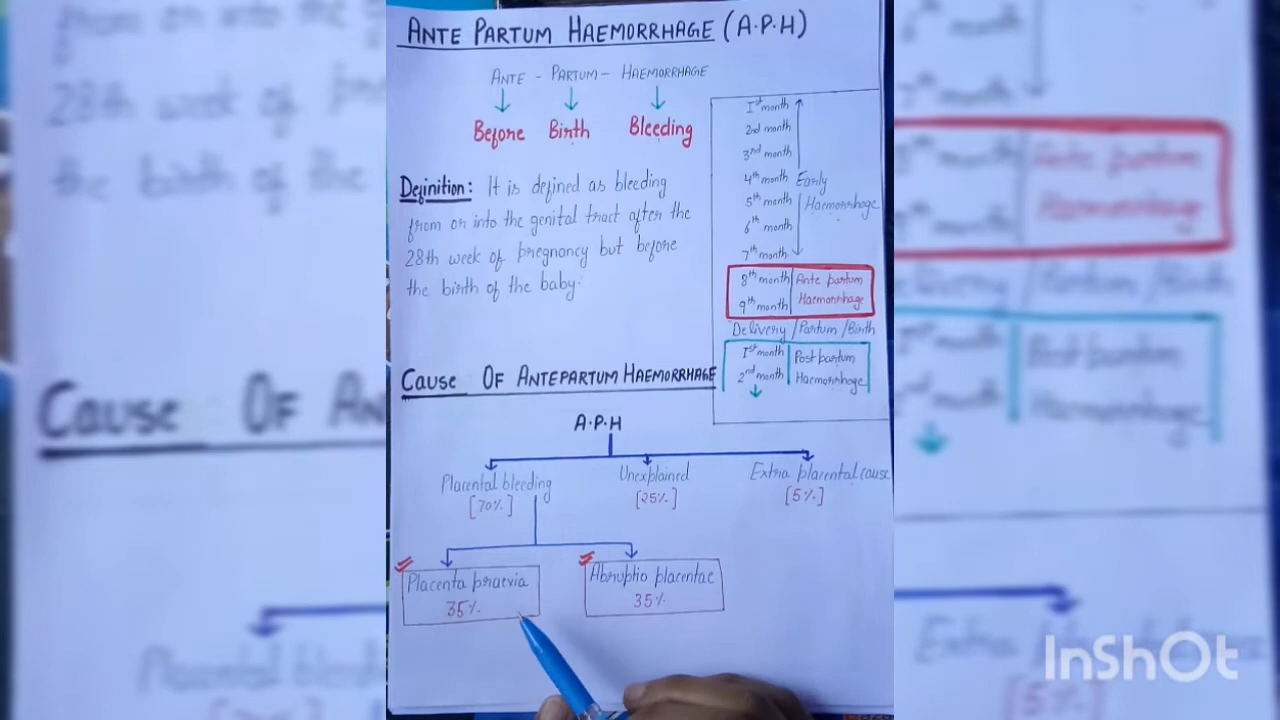 ANTE PARTUM HAEMORRHAGE (A.P.H)
ANTE - PARTUM - HAEMORRHAGE
Before Birth Bleeding
Definition: It is defined as bleeding
from or into the genital tract after the
28th week of pregnancy but before
the birth of the baby.
1st month
2nd month
3rd month
4th month Early
5th month Haemorrhage
6th month
7th month
8th month Ante partum
9th month Haemorrhage
Delivery /Partum /Birth
1st month Post partum
2nd month Haemorrhage
Cause OF ANTEPARTUM HAEMORRHAGE
A.P.H
Placental bleeding Unexplained Extra placental cause
[70%] [25%] [5%]
Placenta praevia Abruptio placentae
35% 35%
InShOt